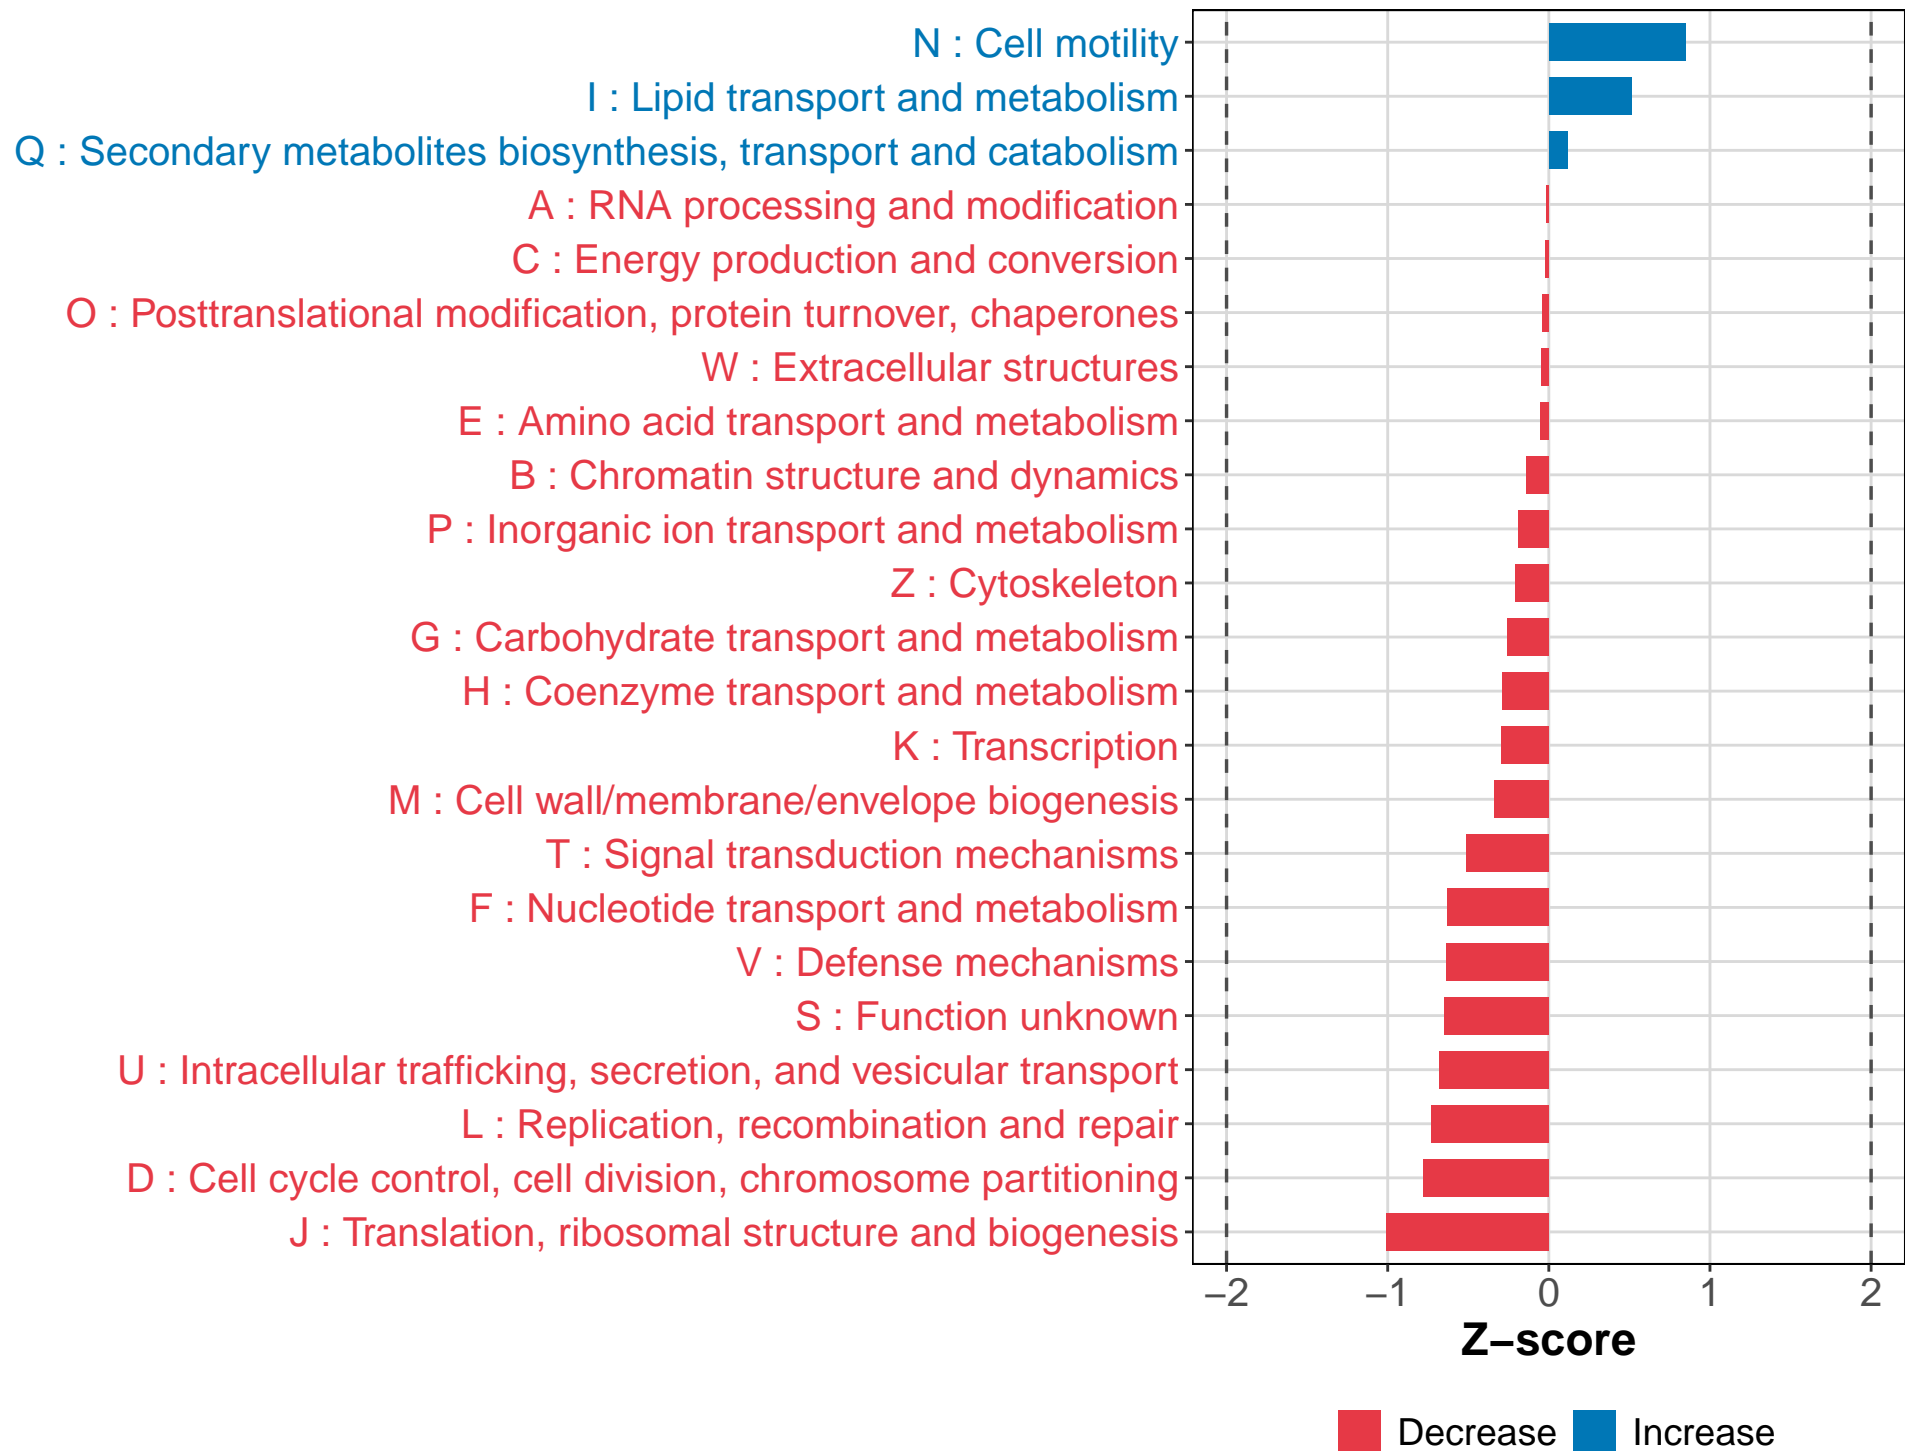 N : Cell motility
I : Lipid transport and metabolism
Q : Secondary metabolites biosynthesis, transport and catabolism
A : RNA processing and modification
C : Energy production and conversion
O : Posttranslational modification, protein turnover, chaperones
W : Extracellular structures
E : Amino acid transport and metabolism
B : Chromatin structure and dynamics
P : Inorganic ion transport and metabolism
Z : Cytoskeleton
G : Carbohydrate transport and metabolism
H : Coenzyme transport and metabolism
K : Transcription
M : Cell wall/membrane/envelope biogenesis
T : Signal transduction mechanisms
F : Nucleotide transport and metabolism
V : Defense mechanisms
S : Function unknown
U : Intracellular trafficking, secretion, and vesicular transport
L : Replication, recombination and repair
D : Cell cycle control, cell division, chromosome partitioning
J : Translation, ribosomal structure and biogenesis
−2 −1 0 1 2
Z−score
Decrease Increase